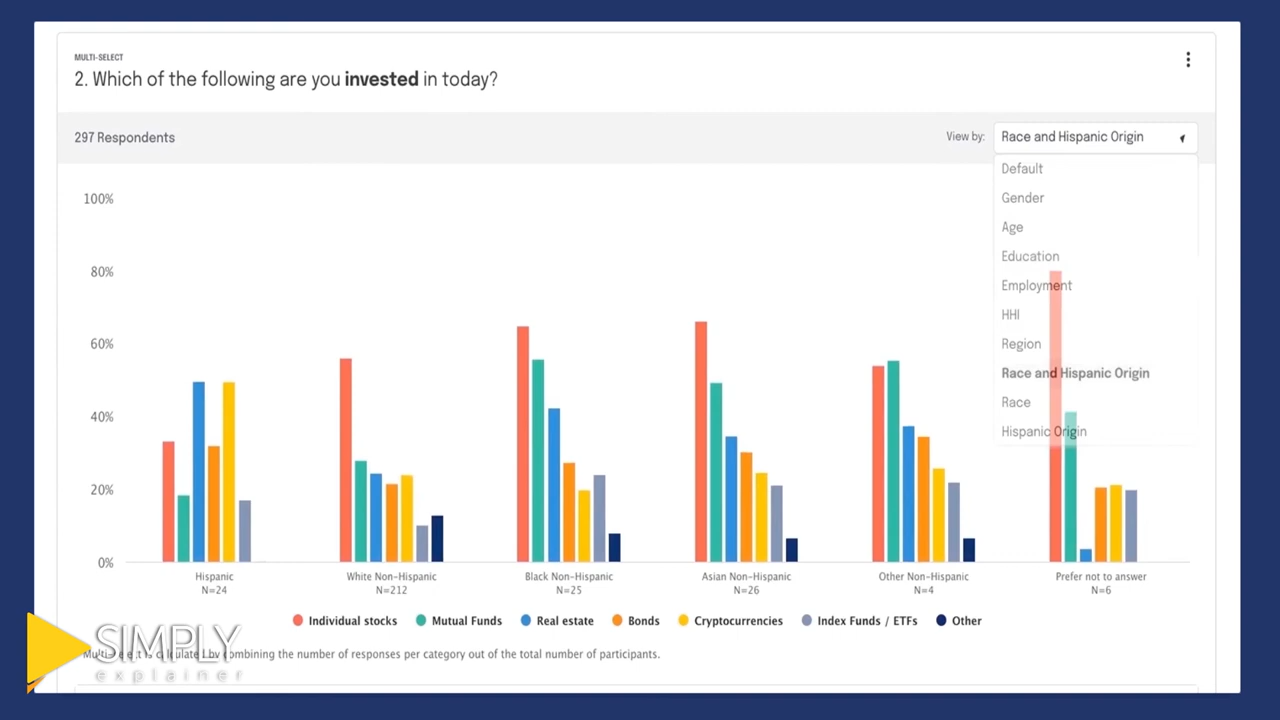 MULTI-SELECT
2. Which of the following are you invested in today?
297 Respondents
View by:
Race and Hispanic Origin
Default
Gender
Age
Education
Employment
HHI
Region
Race and Hispanic Origin
Race
Hispanic Origin
100%
80%
60%
40%
20%
0%
Hispanic
N=24
White Non-Hispanic
N=212
Black Non-Hispanic
N=25
Asian Non-Hispanic
N=26
Other Non-Hispanic
N=4
Prefer not to answer
N=6
Individual stocks
Mutual Funds
Real estate
Bonds
Cryptocurrencies
Index Funds / ETFs
Other
by combining the number of responses per category out of the total number of participants.
SIMPLY
explainer